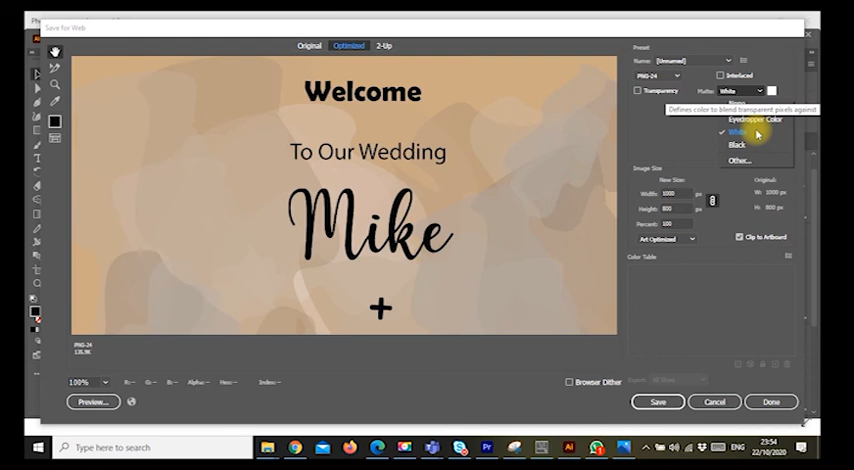 Save for Web
Original Optimized 2-Up
Preset
Name: [Unnamed]
PNG-24 Interlaced
Transparency Matte: White
None
Defines color to blend transparent pixels against
Eyedropper Color
White
Black
Other...
Welcome
To Our Wedding
Mike
+
Image Size
New Size: Original:
Width: 1000 px W: 1000 px
Height: 800 px H: 800 px
Percent: 100
Art Optimized Clip to Artboard
Color Table
PNG-24
135.9K
100% R:-- G:-- B:-- Alpha:-- Hex:-- Index:--
Browser Dither Export:
Preview... Save Cancel Done
Type here to search
ENG
23:54
22/10/2020